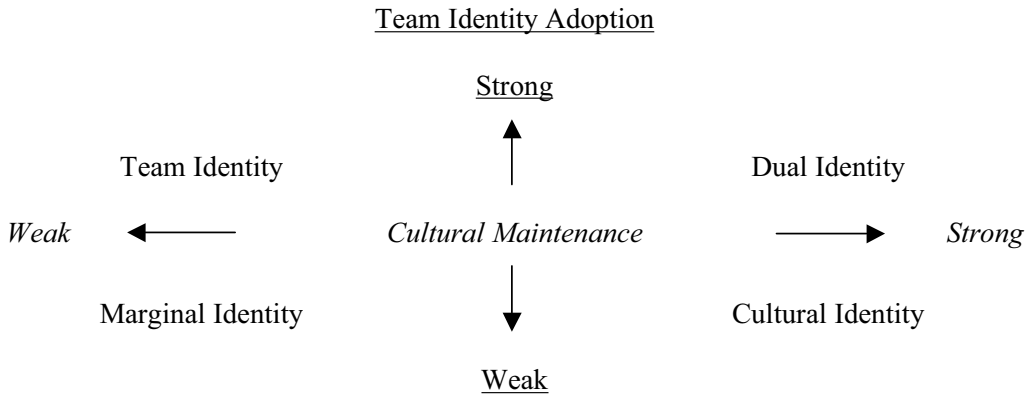 Team Identity Adoption
Strong
Team Identity
Dual Identity
Weak
Cultural Maintenance
Strong
Marginal Identity
Cultural Identity
Weak